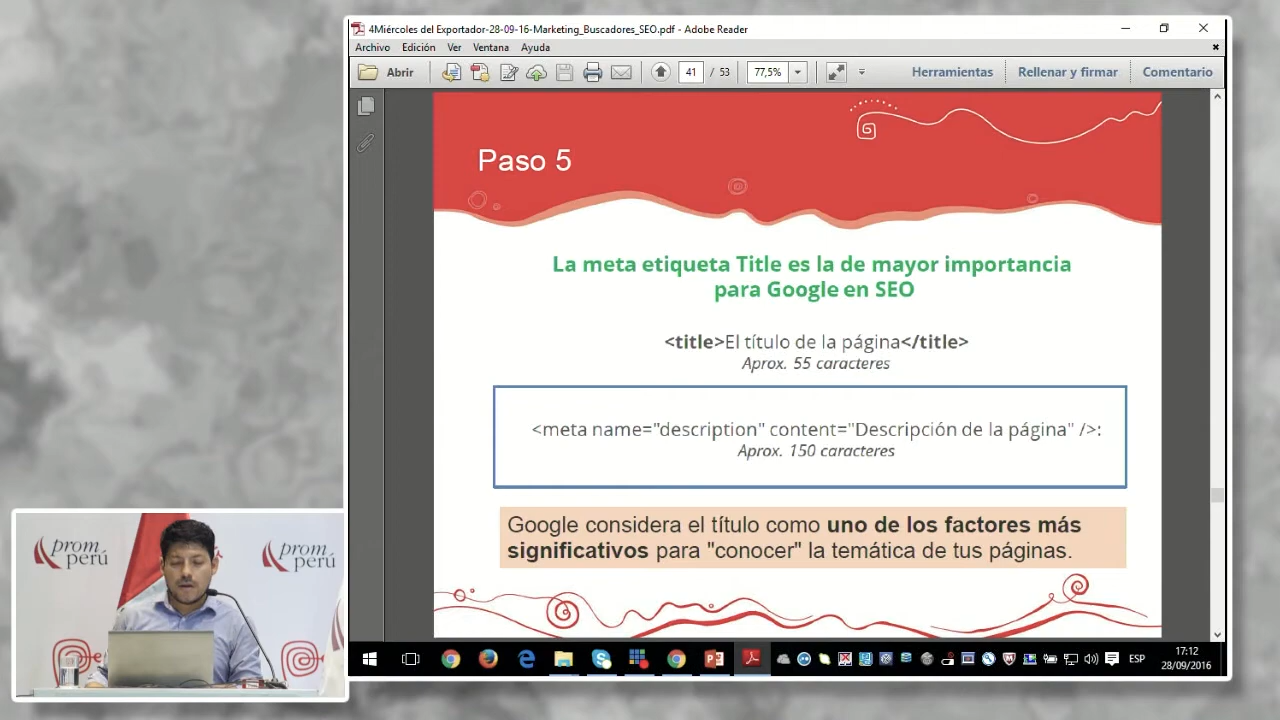 4Miércoles del Exportador-28-09-16-Marketing_Buscadores_SEO.pdf - Adobe Reader
Archivo Edición Ver Ventana Ayuda
Abrir 41 / 53 77,5% Herramientas Rellenar y firmar Comentario
Paso 5
La meta etiqueta Title es la de mayor importancia
para Google en SEO
<title>El título de la página</title>
Aprox. 55 caracteres
<meta name="description" content="Descripción de la página" />:
Aprox. 150 caracteres
Google considera el título como uno de los factores más
significativos para "conocer" la temática de tus páginas.
prom
perú
prom
perú
ESP
17:12
28/09/2016